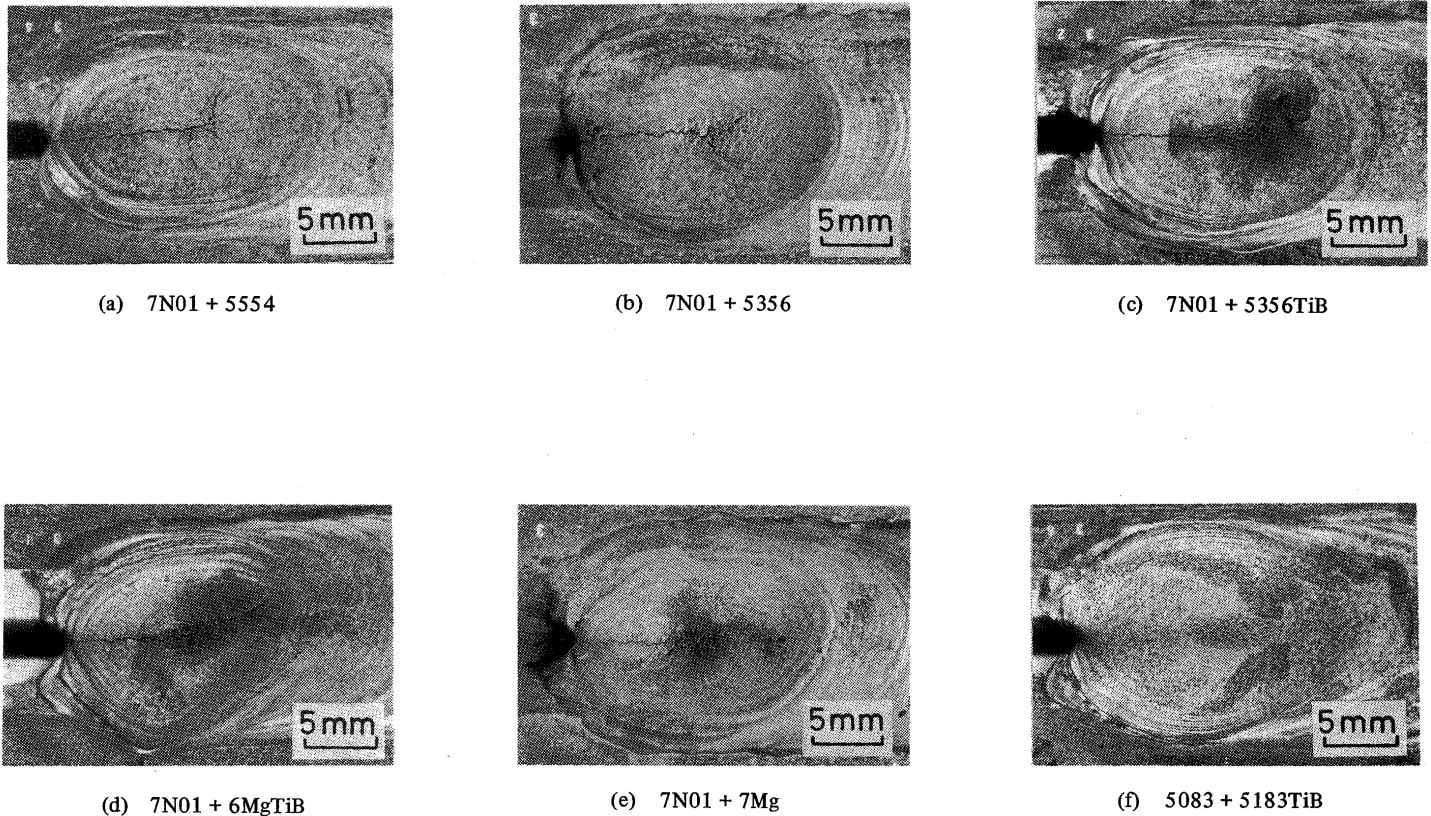 5mm
5mm
5mm
(a) 7N01 + 5554
(b) 7N01 + 5356
(c) 7N01 + 5356TiB
5mm
5mm
5mm
(d) 7N01 + 6MgTiB
(e) 7N01 + 7Mg
(f) 5083 + 5183TiB